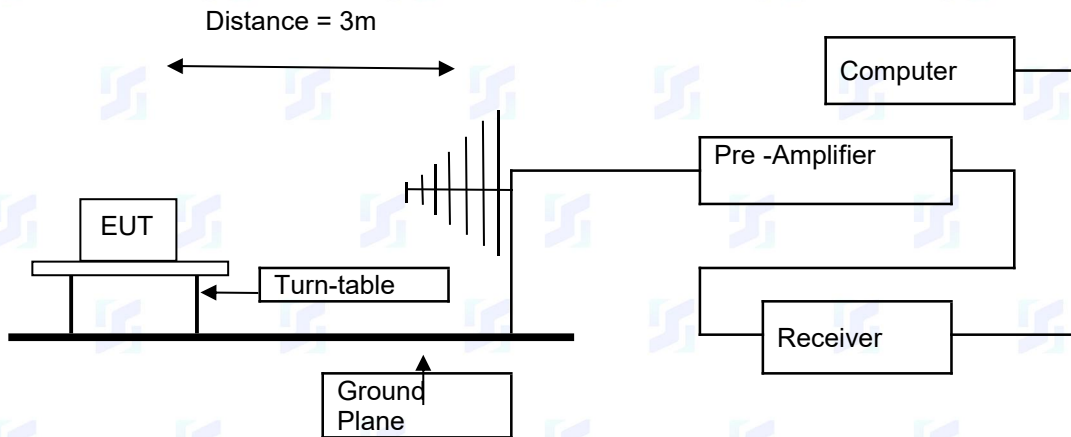 Distance = 3m
Computer
Pre -Amplifier
EUT
Turn-table
Receiver
Ground
Plane